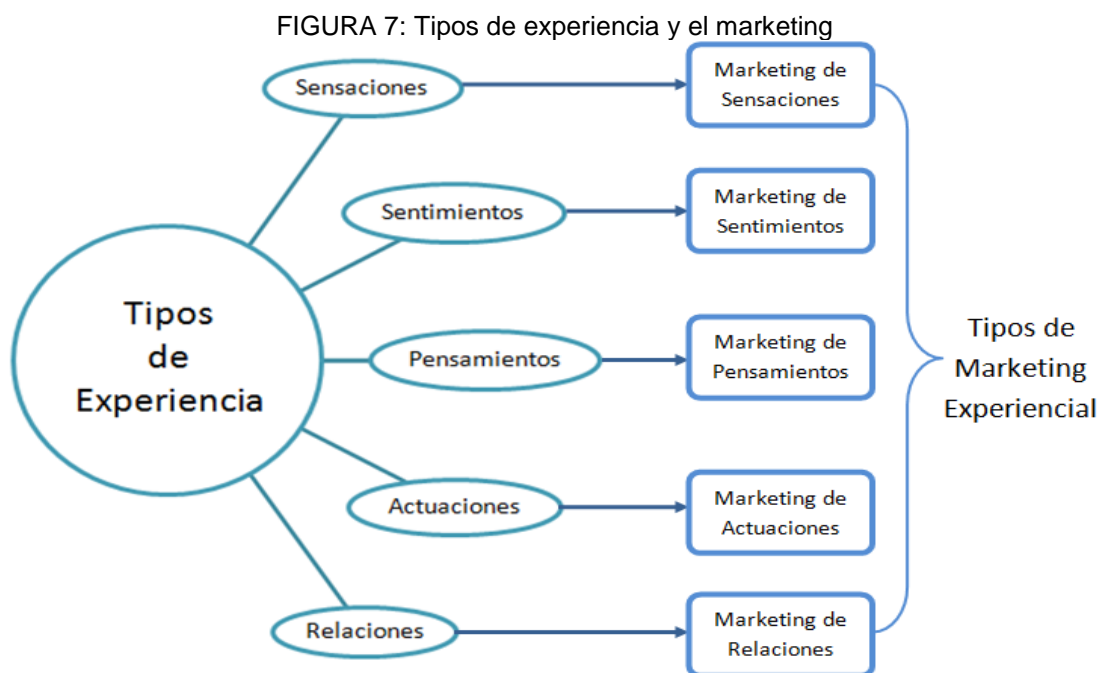 FIGURA 7: Tipos de experiencia y el marketing
Sensaciones
Marketing de
Sensaciones
Sentimientos
Marketing de
Sentimientos
Tipos
de
Experiencia
Pensamientos
Marketing de
Pensamientos
Tipos de
Marketing
Experiencial
Actuaciones
Marketing de
Actuaciones
Relaciones
Marketing de
Relaciones